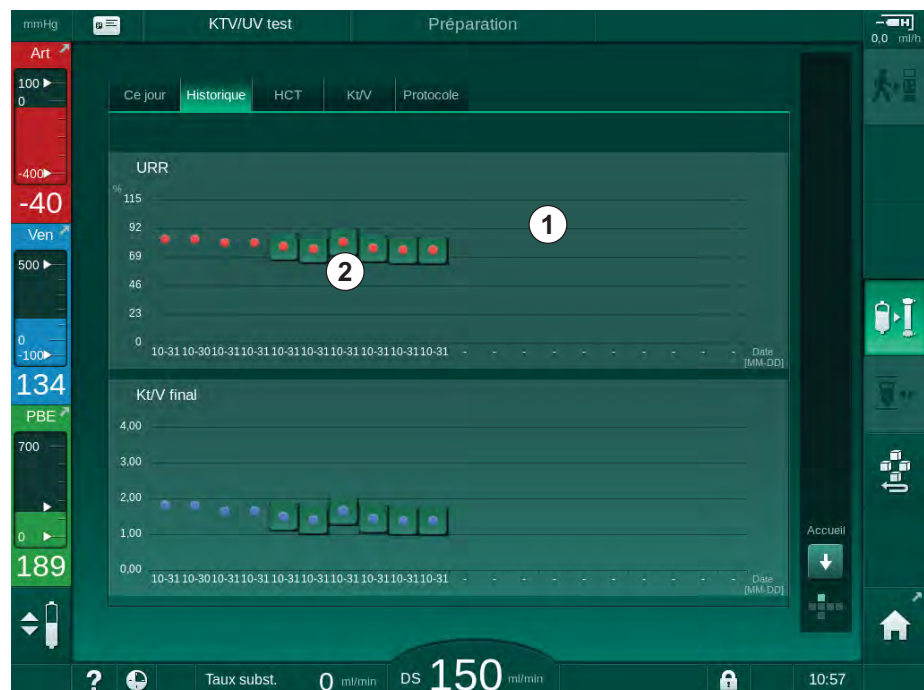 mmHg
KTV/UV test
Préparation
0,0 ml/h
Art
100
0
-400
-40
Ven
500
0
-100
134
PBE
700
0
189
Ce jour Historique HCT Kt/V Protocole
URR
%
115
92
69
46
23
0
1
2
10-31 10-30 10-31 10-31 10-31 10-31 10-31 10-31 10-31 10-31 - - - - - - - - - - Date
[MM-DD]
Kt/V final
4,00
3,00
2,00
1,00
0,00
10-31 10-30 10-31 10-31 10-31 10-31 10-31 10-31 10-31 10-31 - - - - - - - - - - Date
[MM-DD]
Accueil
? Taux subst. 0 ml/min DS 150 ml/min 10:57